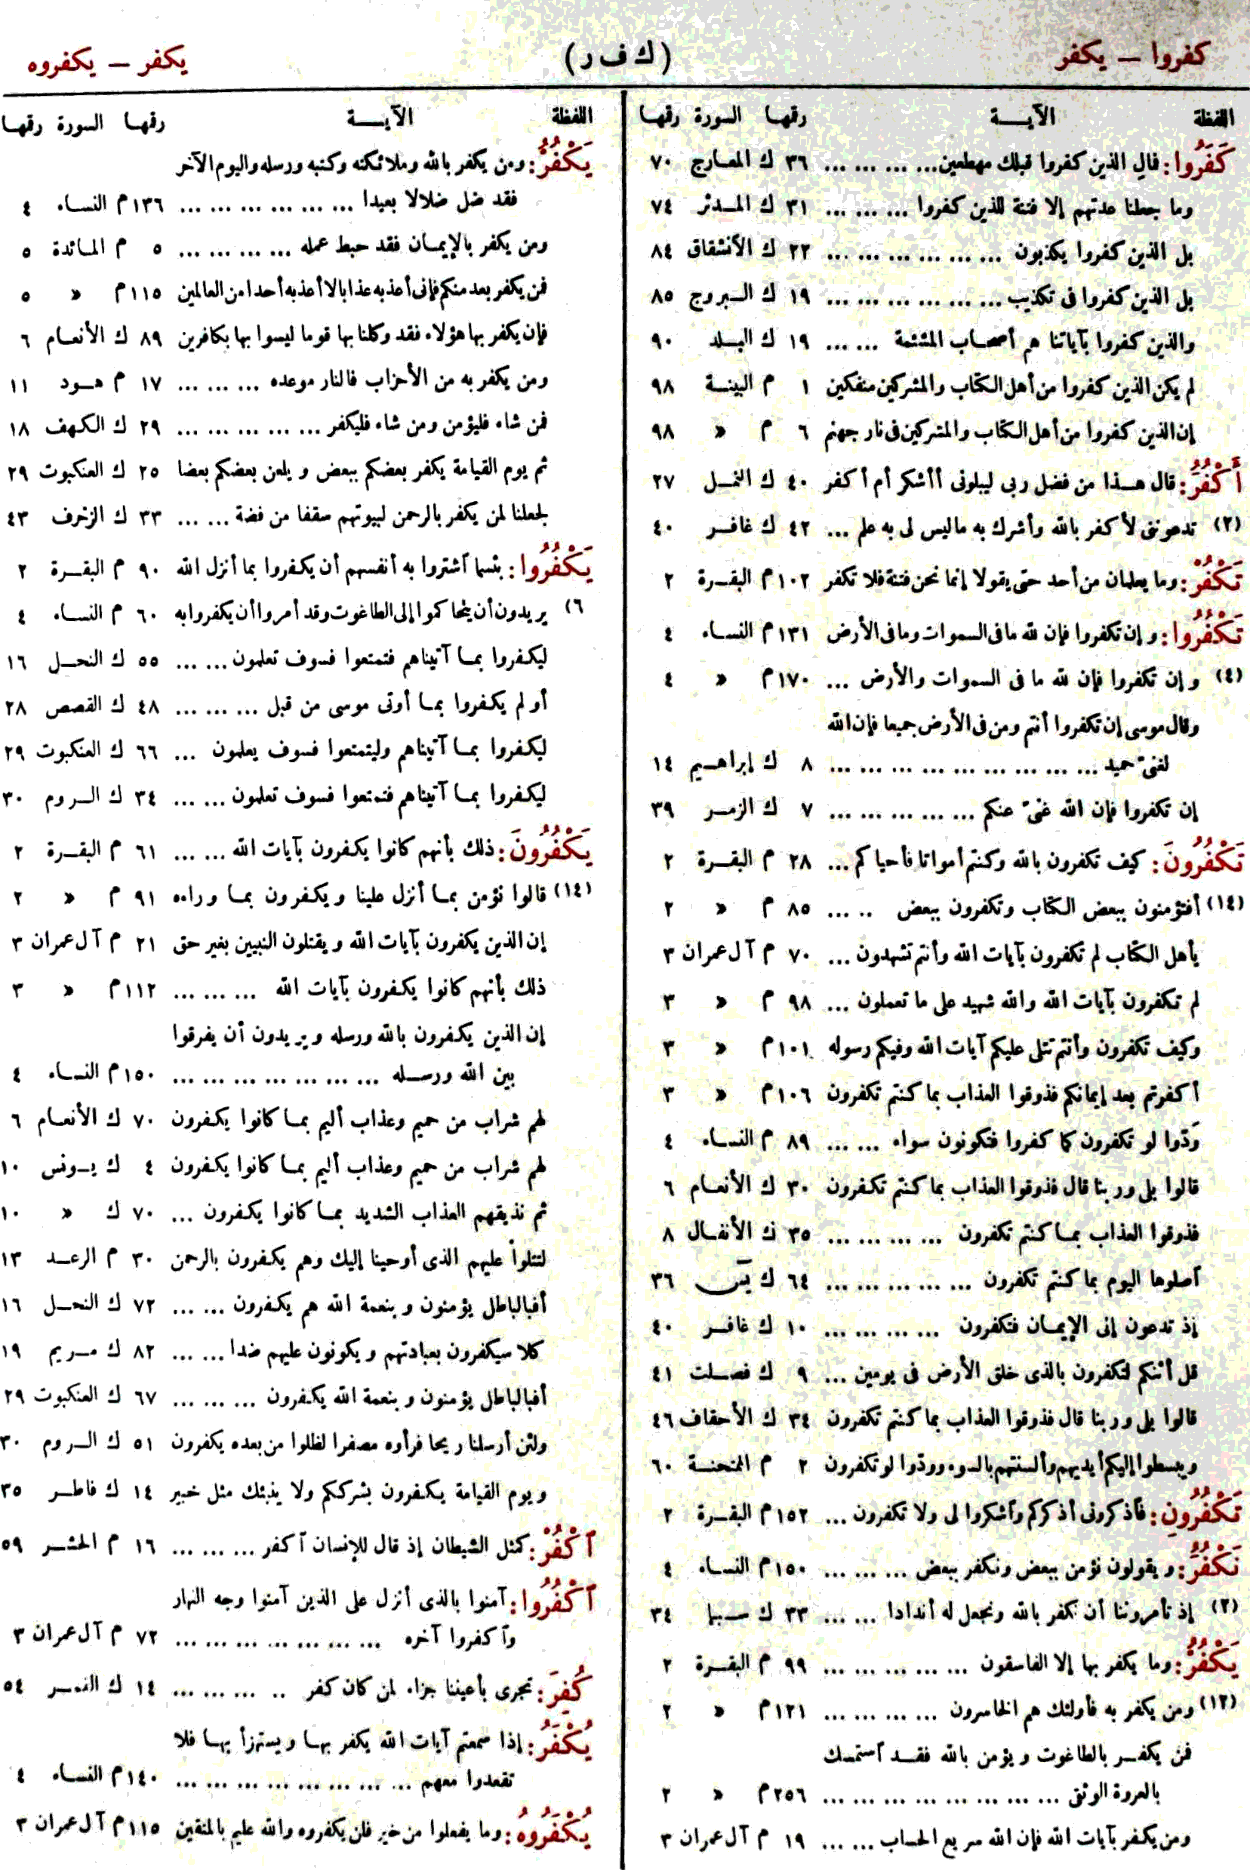 كفروا – يكفر
(ك ف ر)
يكفر – يكفروه
اللفظة الآيـــة رقمها السورة رقمها
كَفَرُوا: فمال الذين كفروا قبلك مهطعين... ... ... ... ٣٦ ك المعارج ٧٠
وما جعلنا عدتهم إلا فتنة للذين كفروا ... ... ... ٣١ ك المدثر ٧٤
بل الذين كفروا يكذبون ... ... ... ... ... ... ٢٢ ك الانشقاق ٨٤
بل الذين كفروا فى تكذيب ... ... ... ... ... ... ١٩ ك البروج ٨٥
والذين كفروا بآياتنا هم أصحاب المشئمة ... ... ١٩ ك البلد ٩٠
لم يكن الذين كفروا من أهل الكتاب والمشركين منفكين ١ م البينة ٩٨
إن الذين كفروا من أهل الكتاب والمشركين فى نار جهنم ٦ م « ٩٨
أَكْفُرُ: قال هـذا من فضل ربى ليبلونى أأشكر أم أكفر ٤٠ ك النمل ٢٧
(٢) تدعوننى لأكفر بالله وأشرك به ماليس لى به علم ... ٤٢ ك غافر ٤٠
تَكْفُرْ: وما يعلمان من أحد حتى يقولا إنما نحن فتنة فلا تكفر ١٠٢ م البقرة ٢
تَكْفُرُوا: وإن تكفروا فإن لله ما فى السموات وما فى الأرض ١٣١ م النساء ٤
(٤) وإن تكفروا فإن لله ما فى السموات والأرض ... ١٧٠ م « ٤
وقال موسى إن تكفروا أنتم ومن فى الأرض جميعا فإن الله
لغنىّ حميد ... ... ... ... ... ... ... ... ... ٨ ك إبراهيم ١٤
إن تكفروا فإن الله غنىّ عنكم ... ... ... ... ... ٧ ك الزمر ٣٩
تَكْفُرُونَ: كيف تكفرون بالله وكنتم أمواتا فأحياكم ... ٢٨ م البقرة ٢
(١٤) أفتؤمنون ببعض الكتاب وتكفرون ببعض .. ... ٨٥ م « ٢
يأهل الكتاب لم تكفرون بآيات الله وأنتم تشهدون ... ٧٠ م آل عمران ٣
لم تكفرون بآيات الله والله شهيد على ما تعملون ... ٩٨ م « ٣
وكيف تكفرون وأنتم تتلى عليكم آيات الله وفيكم رسوله ١٠١ م « ٣
أكفرتم بعد إيمانكم فذوقوا العذاب بما كنتم تكفرون ١٠٦ م « ٣
وَدّوا لو تكفرون كما كفروا فتكونون سواء ... ... ٨٩ م النساء ٤
قالوا بلى وربنا قال فذوقوا العذاب بما كنتم تكفرون ٣٠ ك الأنعام ٦
فذوقوا العذاب بما كنتم تكفرون ... ... ... ... ٣٥ ك الأنفال ٨
آصلوها اليوم بما كنتم تكفرون ... ... ... ... ... ٦٤ ك يٓس ٣٦
إذ تدعون إلى الإيمان فتكفرون ... ... ... ... ١٠ ك غافر ٤٠
قل أئنكم لتكفرون بالذى خلق الأرض فى يومين ... ٩ ك فصلت ٤١
قالوا بلى وربنا قال فذوقوا العذاب بما كنتم تكفرون ٣٤ ك الأحقاف ٤٦
ويبسطوا إليكم أيديهم وألسنتهم بالسوء وودّوا لو تكفرون ٢ م الممتحنة ٦٠
تَكْفُرُونِ: فآذكرونى أذكركم وآشكروا لى ولا تكفرون ... ١٥٢ م البقرة ٢
نَكْفُرُ: ويقولون نؤمن ببعض ونكفر ببعض ... ... ... ١٥٠ م النساء ٤
(٢) إذ تأمروننا أن نكفر بالله ونجعل له أندادا ... ... ٣٣ ك سبإ ٣٤
يَكْفُرُ: وما يكفر بها إلا الفاسقون ... ... ... ... ... ٩٩ م البقرة ٢
(١٢) ومن يكفر به فأولئك هم الخاسرون ... ... ... ... ١٢١ م « ٢
فمن يكفـر بالطاغوت ويؤمن بالله فقـد آستمسك
بالعروة الوثقى ... ... ... ... ... ... ... ... ٢٥٦ م « ٢
ومن يكفر بآيات الله فإن الله سريع الحساب ... ... ١٩ م آل عمران ٣
اللفظة الآيـــة رقمها السورة رقمها
يَكْفُرْ: ومن يكفر بالله وملائكته وكتبه ورسله واليوم الآخر
فقد ضل ضلالا بعيدا ... ... ... ... ... ... ... ١٣٦ م النساء ٤
ومن يكفر بالإيمان فقد حبط عمله ... ... ... ... ٥ م المائدة ٥
فمن يكفر بعد منكم فإنى أعذبه عذابا لا أعذبه أحدا من العالمين ١١٥ م « ٥
فإن يكفر بها هؤلاء فقد وكلنا بها قوما ليسوا بها بكافرين ٨٩ ك الأنعام ٦
ومن يكفر به من الأحزاب فالنار موعده ... ... ... ١٧ م هـود ١١
فمن شاء فليؤمن ومن شاء فليكفر ... ... ... ... ... ٢٩ ك الكهف ١٨
ثم يوم القيامة يكفر بعضكم ببعض ويلعن بعضكم بعضا ٢٥ ك العنكبوت ٢٩
لجعلنا لمن يكفر بالرحمن لبيوتهم سقفا من فضة ... ... ٣٣ ك الزخرف ٤٣
يَكْفُرُوا: بئسما آشتروا به أنفسهم أن يكفروا بما أنزل الله ٩٠ م البقرة ٢
٦) يريدون أن يتحاكموا إلى الطاغوت وقد أمروا أن يكفروا به ٦٠ م النساء ٤
ليكفروا بما آتيناهم فتمتعوا فسوف تعلمون ... ... ٥٥ ك النحل ١٦
أو لم يكفروا بما أوتى موسى من قبل ... ... ... ٤٨ ك القصص ٢٨
ليكفروا بما آتيناهم وليتمتعوا فسوف يعلمون ... ٦٦ ك العنكبوت ٢٩
ليكفروا بما آتيناهم فتمتعوا فسوف تعلمون ... ... ٣٤ ك الروم ٣٠
يَكْفُرُونَ: ذلك بأنهم كانوا يكفرون بآيات الله ... ... ٦١ م البقرة ٢
(١٤) قالوا نؤمن بما أنزل علينا ويكفرون بما وراءه ٩١ م « ٢
إن الذين يكفرون بآيات الله ويقتلون النبيين بغير حق ٢١ م آل عمران ٣
ذلك بأنهم كانوا يكفرون بآيات الله ... ... ... ١١٢ م « ٣
إن الذين يكفرون بالله ورسله ويريدون أن يفرقوا
بين الله ورسله ... ... ... ... ... ... ... ١٥٠ م النساء ٤
لهم شراب من حميم وعذاب أليم بما كانوا يكفرون ٧٠ ك الأنعام ٦
لهم شراب من حميم وعذاب أليم بما كانوا يكفرون ٤ ك يونس ١٠
ثم نذيقهم العذاب الشديد بما كانوا يكفرون ... ٧٠ ك « ١٠
لتتلوا عليهم الذى أوحينا إليك وهم يكفرون بالرحمن ٣٠ م الرعد ١٣
أفبالباطل يؤمنون وبنعمة الله هم يكفرون ... ... ٧٢ ك النحل ١٦
كلا سيكفرون بعبادتهم ويكونون عليهم ضدا ... ... ٨٢ ك مريم ١٩
أفبالباطل يؤمنون وبنعمة الله يكفرون ... ... ... ٦٧ ك العنكبوت ٢٩
ولئن أرسلنا ريحا فرأوه مصفرا لظلوا من بعده يكفرون ٥١ ك الروم ٣٠
ويوم القيامة يكفرون بشرككم ولا ينبئك مثل خبير ١٤ ك فاطر ٣٥
آكْفُرْ: كمثل الشيطان إذ قال للإنسان آكفر ... ... ... ١٦ م الحشر ٥٩
آكْفُرُوا: آمنوا بالذى أنزل على الذين آمنوا وجه النهار
وآكفروا آخره ... ... ... ... ... ... ... ٧٢ م آل عمران ٣
كُفِرَ: تجرى بأعيننا جزاء لمن كان كفر .. ... ... ... ١٤ ك القمر ٥٤
يُكْفَرُ: إذا سمعتم آيات الله يكفر بها ويستهزأ بها فلا
تقعدوا معهم ... ... ... ... ... ... ... ... ١٤٠ م النساء ٤
يُكْفَرُوهُ: وما يفعلوا من خير فلن يكفروه والله عليم بالمتقين ١١٥ م آل عمران ٣